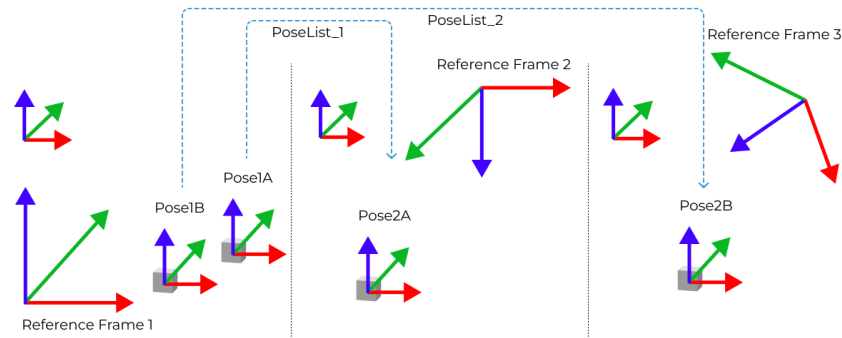 PoseList_2
PoseList_1
Reference Frame 3
Reference Frame 2
Pose1A
Pose1B
Pose2A
Pose2B
Reference Frame 1